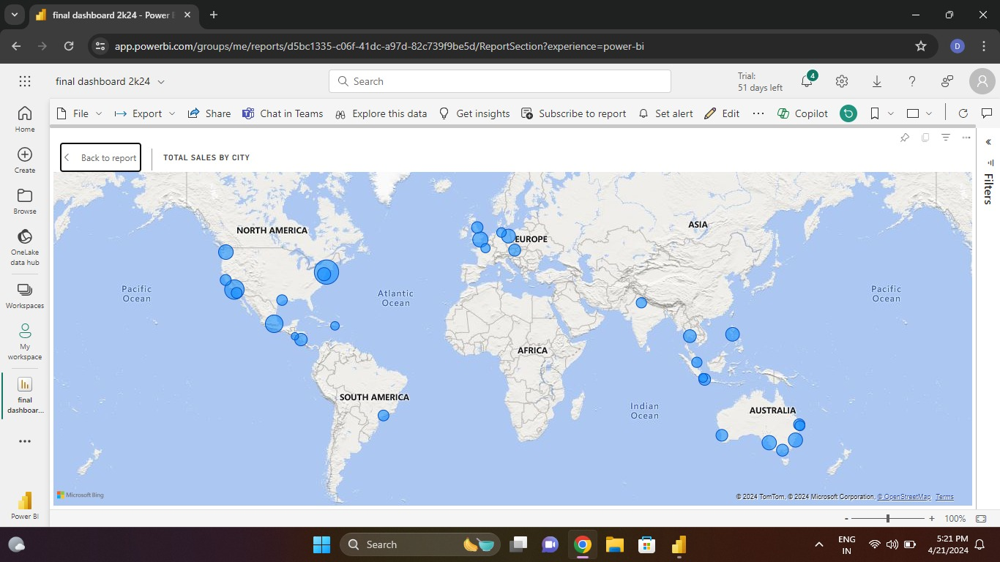 final dashboard 2k24 - Power
app.powerbi.com/groups/me/reports/d5bc1335-c06f-41dc-a97d-82c739f9be5d/ReportSection?experience=power-bi
D
final dashboard 2k24
Search
Trial:
51 days left
4
File
Export
Share
Chat in Teams
Explore this data
Get insights
Subscribe to report
Set alert
Edit
Copilot
Home
Create
Browse
OneLake
data hub
Workspaces
My
workspace
final
dashboar...
Power BI
Back to report
TOTAL SALES BY CITY
Filters
NORTH AMERICA
EUROPE
ASIA
Pacific
Ocean
Atlantic
Ocean
Pacific
Ocean
AFRICA
SOUTH AMERICA
Indian
Ocean
AUSTRALIA
Microsoft Bing
© 2024 TomTom, © 2024 Microsoft Corporation, © OpenStreetMap Terms
- + 100%
Search
ENG
IN
5:21 PM
4/21/2024